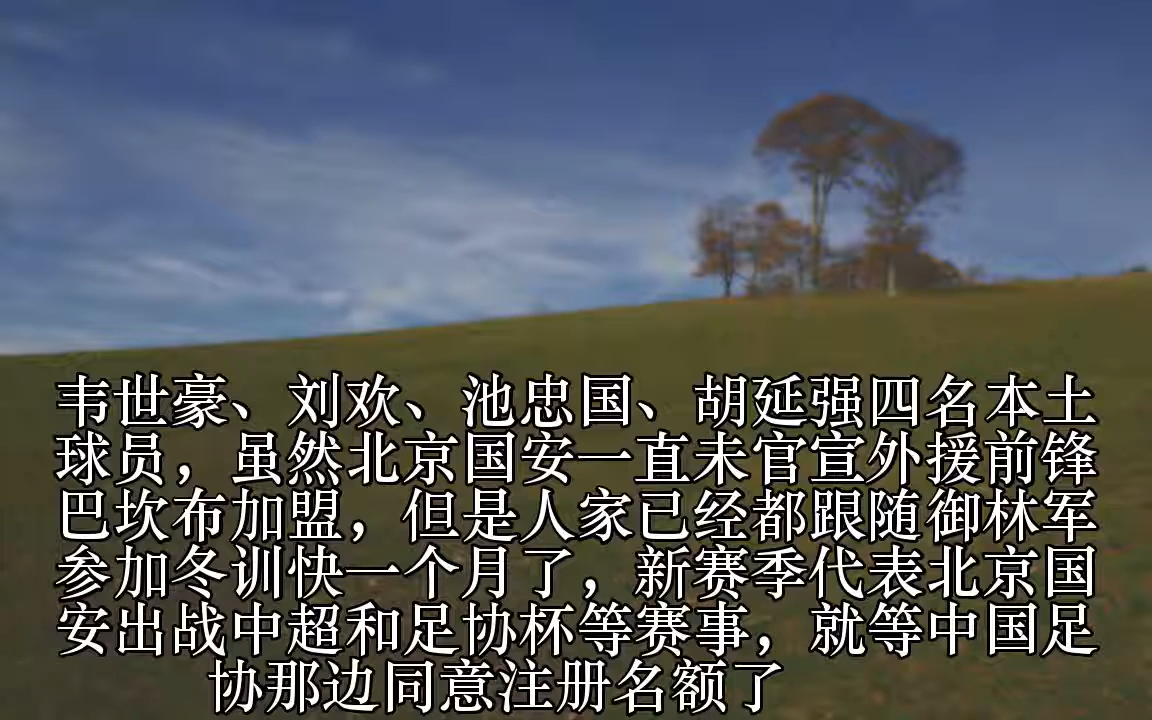 韦世豪、刘欢、池忠国、胡延强四名本土
球员，虽然北京国安一直未官宣外援前锋
巴坎布加盟，但是人家已经都跟随御林军
参加冬训快一个月了，新赛季代表北京国
安出战中超和足协杯等赛事，就等中国足
协那边同意注册名额了